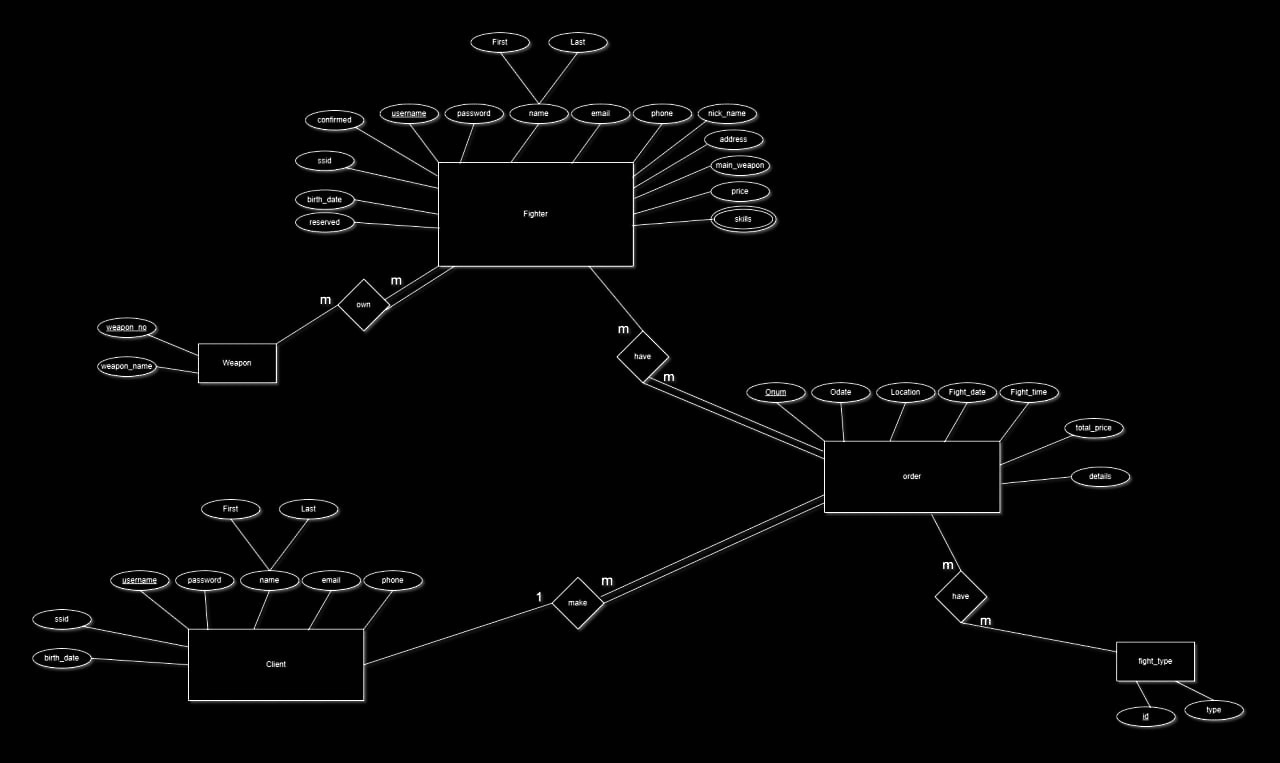 First
Last
confirmed
username
password
name
email
phone
nick_name
address
ssid
main_weapon
birth_date
price
reserved
skills
Fighter
m
m
own
m
have
m
weapon_no
weapon_name
Weapon
Onum
Odate
Location
Fight_date
Fight_time
total_price
details
order
First
Last
username
password
name
email
phone
ssid
birth_date
Client
1
m
make
m
have
m
fight_type
id
type